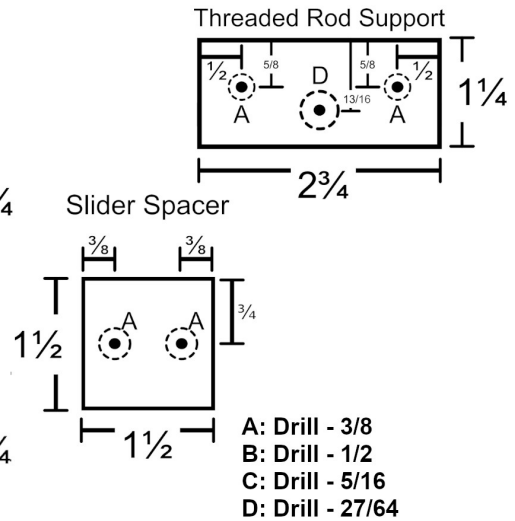 Threaded Rod Support
½ 5/8 D 5/8 ½
13/16
A A
1¼
2¾
¼
Slider Spacer
⅜ ⅜
A A
¾
1½
1½
A: Drill - 3/8
B: Drill - 1/2
C: Drill - 5/16
D: Drill - 27/64